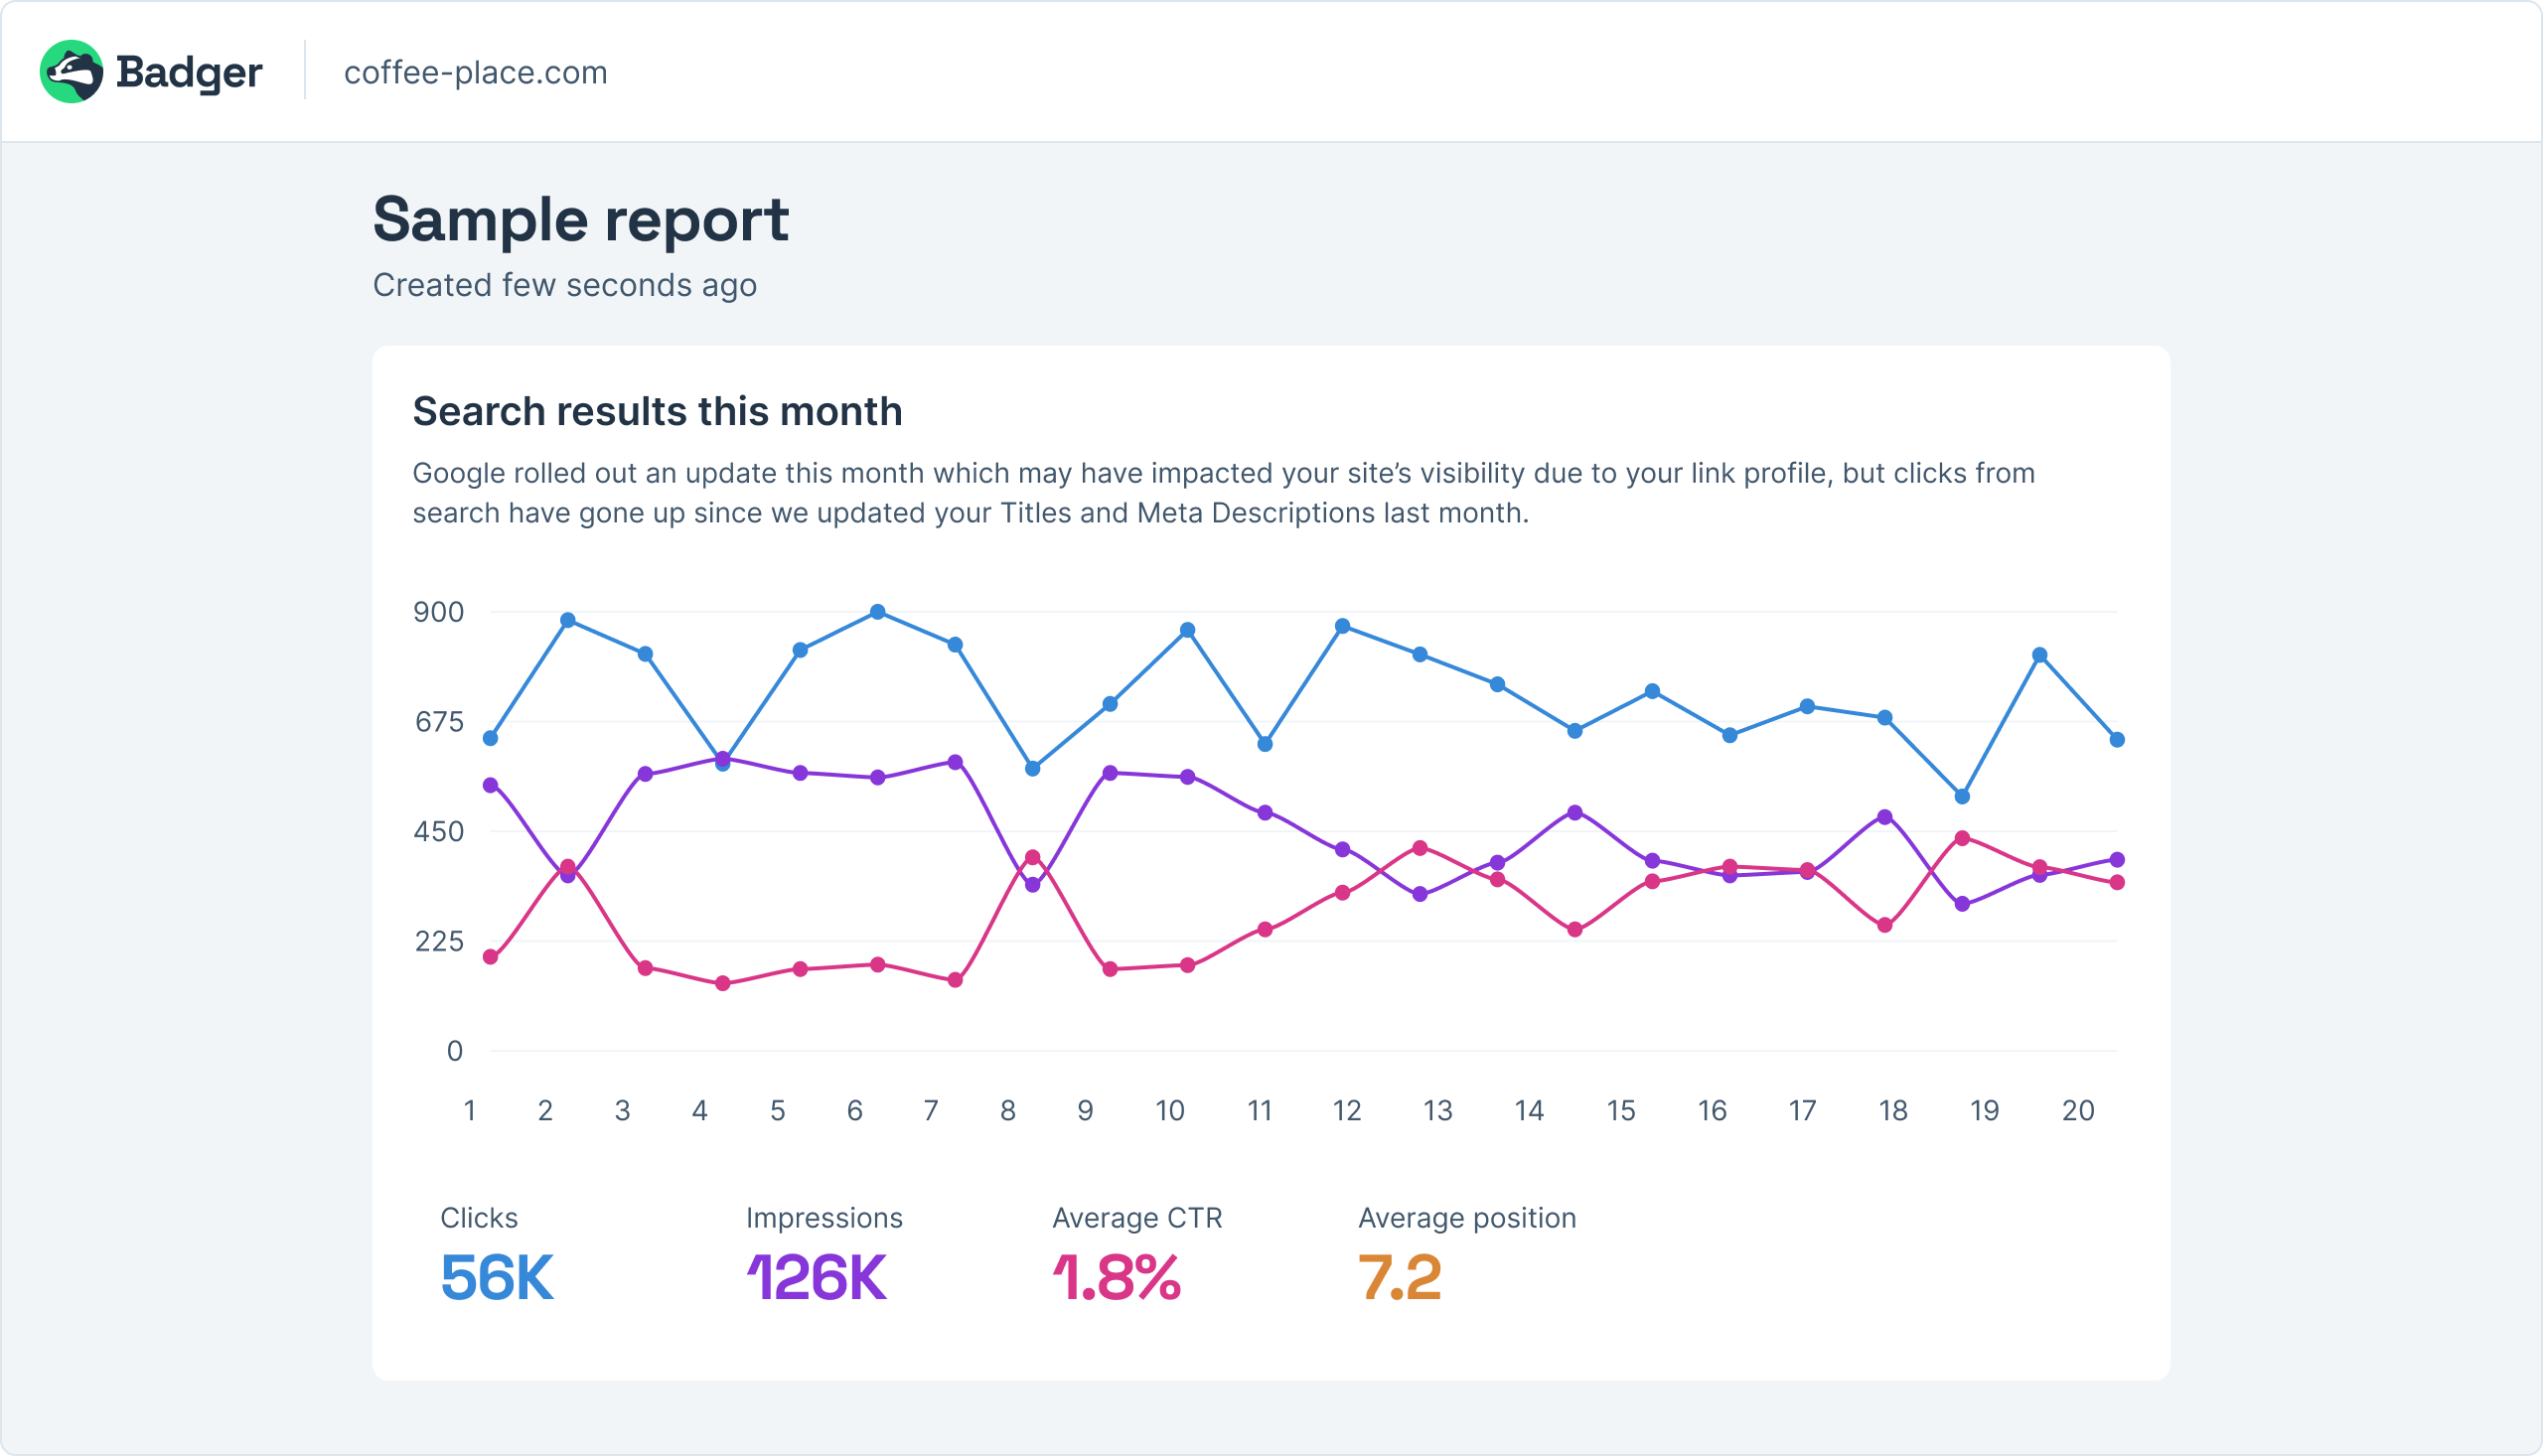 Badger
coffee-place.com
Sample report
Created few seconds ago
Search results this month
Google rolled out an update this month which may have impacted your site’s visibility due to your link profile, but clicks from
search have gone up since we updated your Titles and Meta Descriptions last month.
900
675
450
225
0
1 2 3 4 5 6 7 8 9 10 11 12 13 14 15 16 17 18 19 20
Clicks Impressions Average CTR Average position
56K 126K 1.8% 7.2